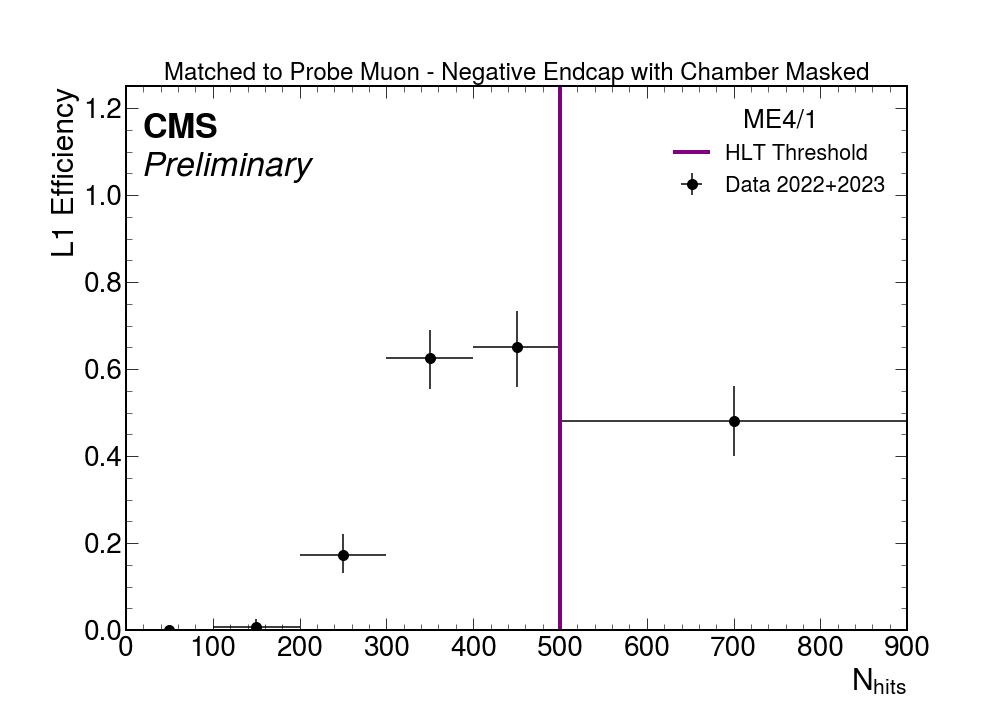 Matched to Probe Muon - Negative Endcap with Chamber Masked
CMS
Preliminary
ME4/1
HLT Threshold
Data 2022+2023
L1 Efficiency
1.2
1.0
0.8
0.6
0.4
0.2
0.0
0 100 200 300 400 500 600 700 800 900
Nhits